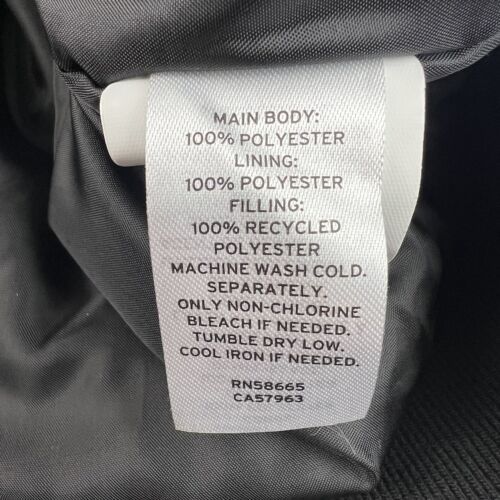 MAIN BODY:
100% POLYESTER
LINING:
100% POLYESTER
FILLING:
100% RECYCLED
POLYESTER
MACHINE WASH COLD.
SEPARATELY.
ONLY NON-CHLORINE
BLEACH IF NEEDED.
TUMBLE DRY LOW.
COOL IRON IF NEEDED.
RN58665
CA57963